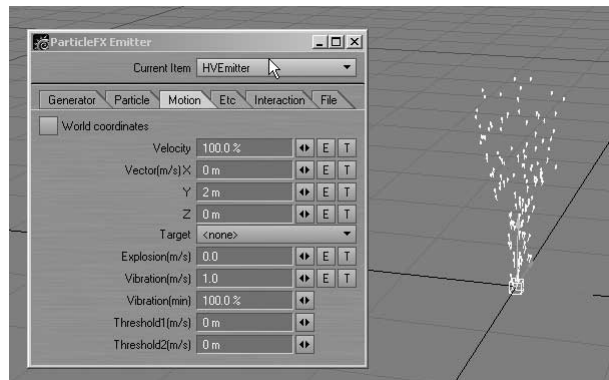 ParticleFX Emitter
Current Item HVEmitter
Generator Particle Motion Etc Interaction File
World coordinates
Velocity 100.0 % E T
Vector(m/s) X 0 m E T
Y 2 m E T
Z 0 m E T
Target <none>
Explosion(m/s) 0.0 E T
Vibration(m/s) 1.0 E T
Vibration(min) 100.0 %
Threshold1(m/s) 0 m
Threshold2(m/s) 0 m